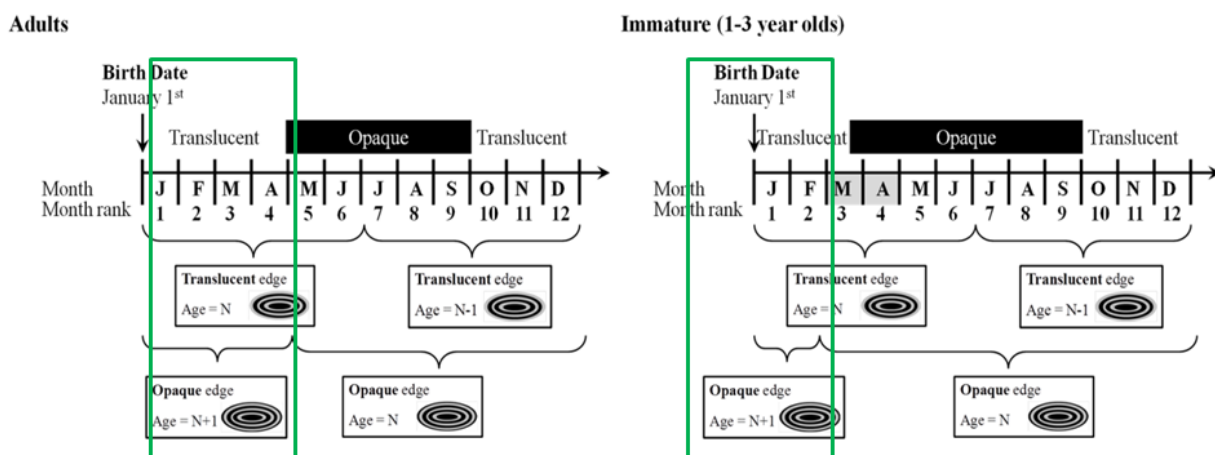 Adults
Birth Date
January 1st
Translucent Opaque Translucent
Month J F M A M J J A S O N D
Month rank 1 2 3 4 5 6 7 8 9 10 11 12
Translucent edge
Age = N
Translucent edge
Age = N-1
Opaque edge
Age = N+1
Opaque edge
Age = N
Immature (1-3 year olds)
Birth Date
January 1st
Translucent Opaque Translucent
Month J F M A M J J A S O N D
Month rank 1 2 3 4 5 6 7 8 9 10 11 12
Translucent edge
Age = N
Translucent edge
Age = N-1
Opaque edge
Age = N+1
Opaque edge
Age = N